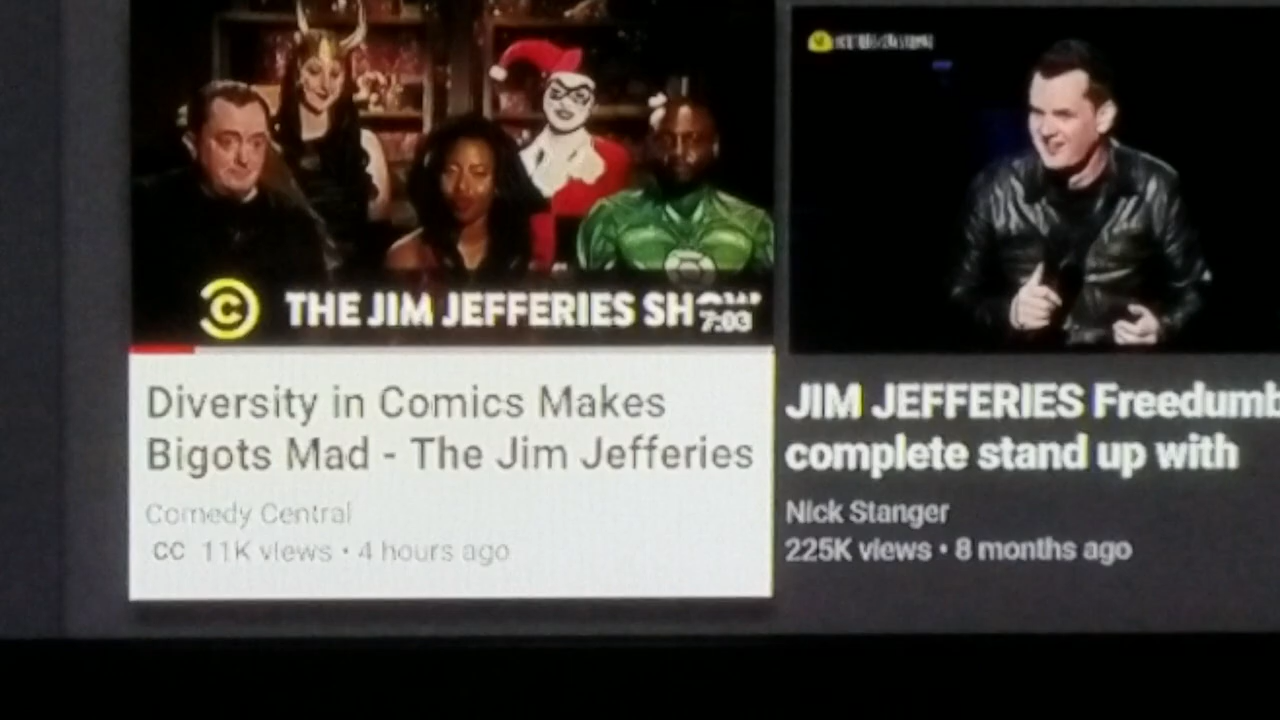 THE JIM JEFFERIES SH
7:03
Diversity in Comics Makes
Bigots Mad - The Jim Jefferies
Comedy Central
CC 11K views • 4 hours ago
JIM JEFFERIES Freedumb
complete stand up with
Nick Stanger
225K views • 8 months ago